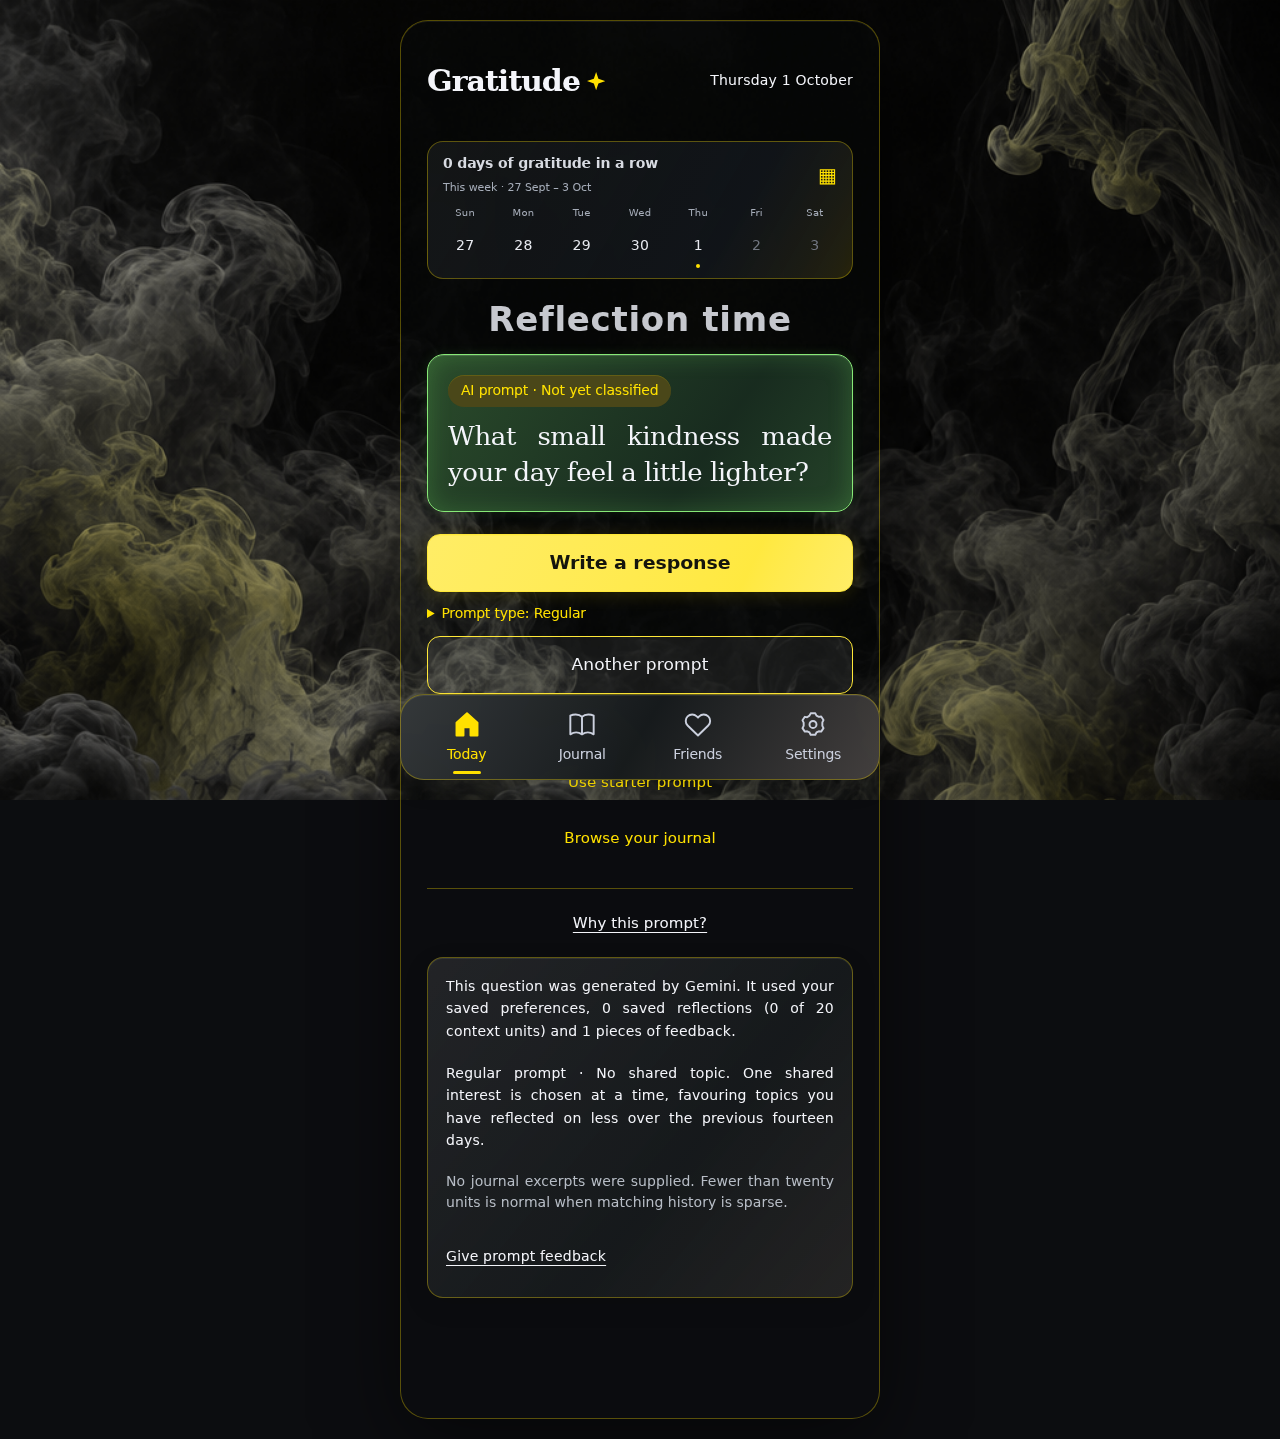 Gratitude
Thursday 1 October
0 days of gratitude in a row
This week · 27 Sept – 3 Oct
Sun Mon Tue Wed Thu Fri Sat
27 28 29 30 1 2 3
Reflection time
AI prompt · Not yet classified
What small kindness made
your day feel a little lighter?
Write a response
Prompt type: Regular
Another prompt
Today Journal Friends Settings
Use starter prompt
Browse your journal
Why this prompt?
This question was generated by Gemini. It used your
saved preferences, 0 saved reflections (0 of 20
context units) and 1 pieces of feedback.
Regular prompt · No shared topic. One shared
interest is chosen at a time, favouring topics you
have reflected on less over the previous fourteen
days.
No journal excerpts were supplied. Fewer than twenty
units is normal when matching history is sparse.
Give prompt feedback